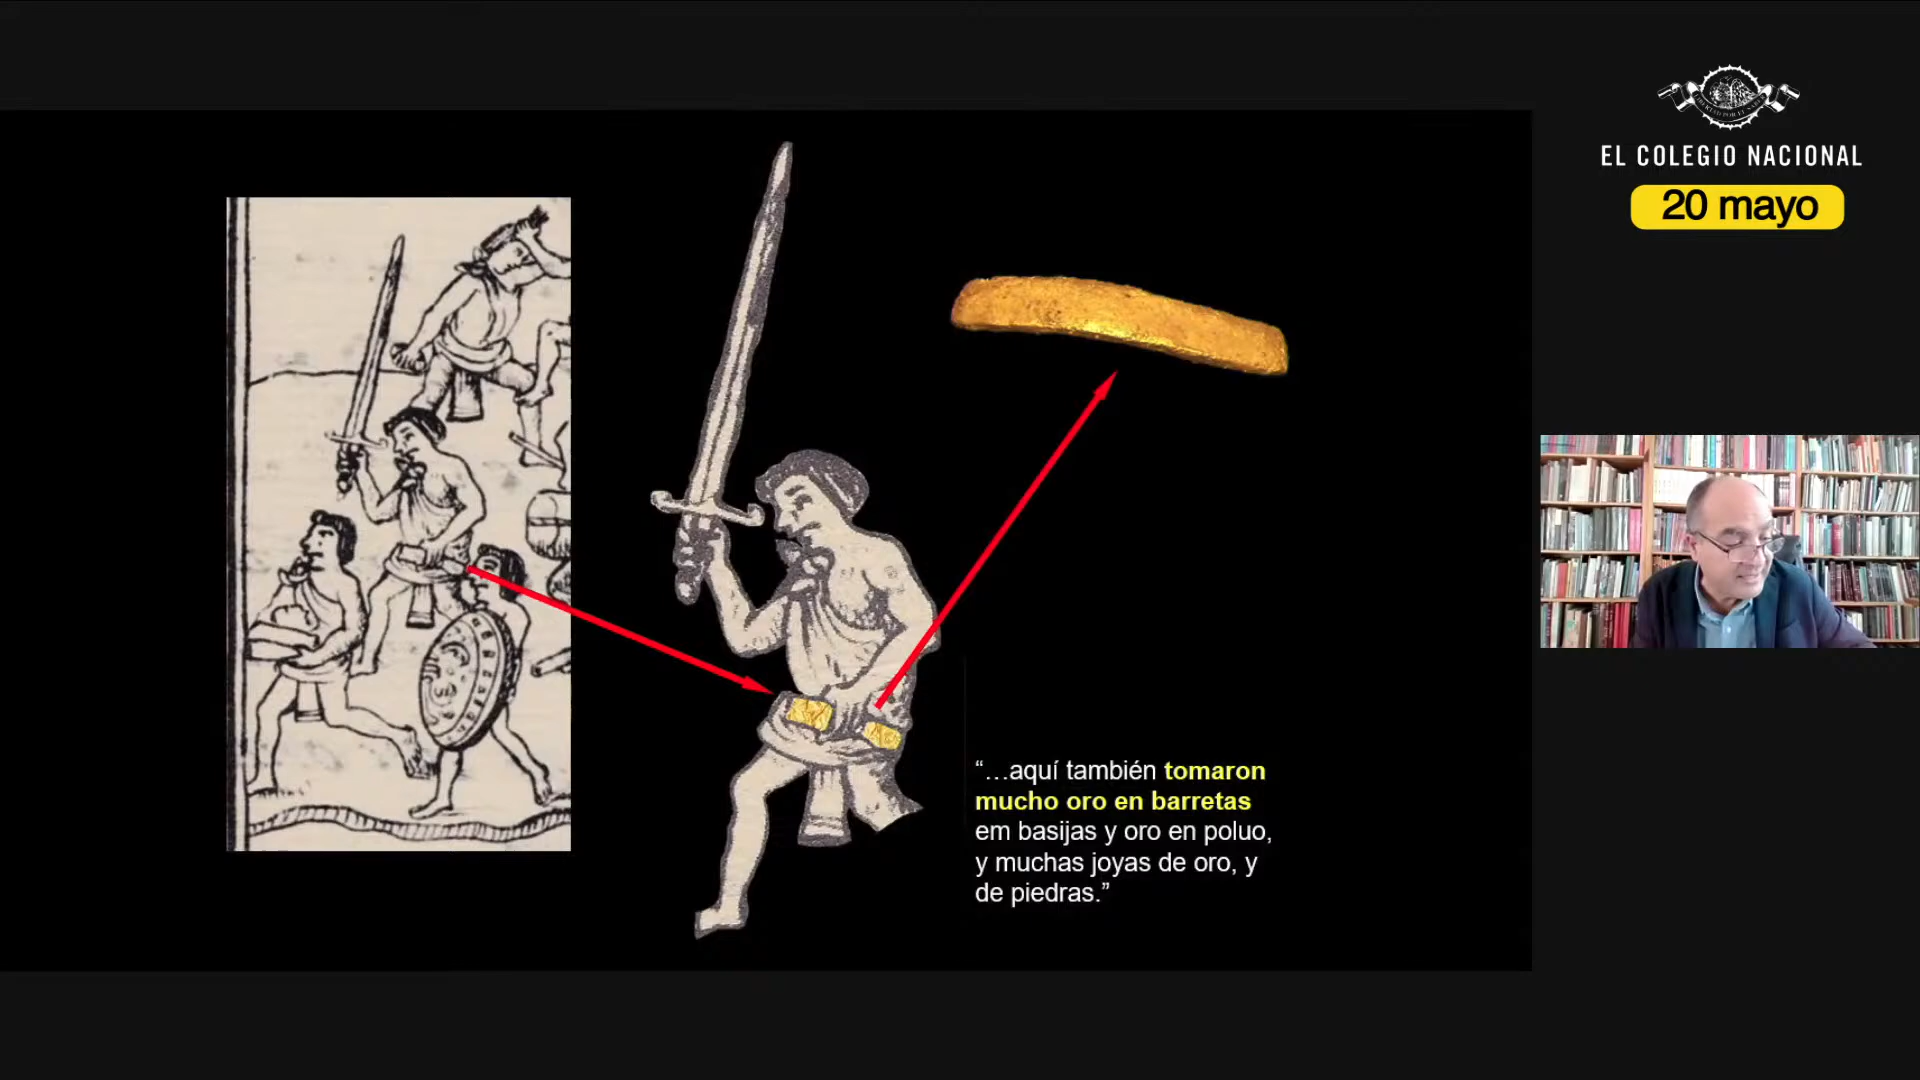 EL COLEGIO NACIONAL
20 mayo
“…aquí también tomaron
mucho oro en barretas
em basijas y oro en poluo,
y muchas joyas de oro, y
de piedras.”